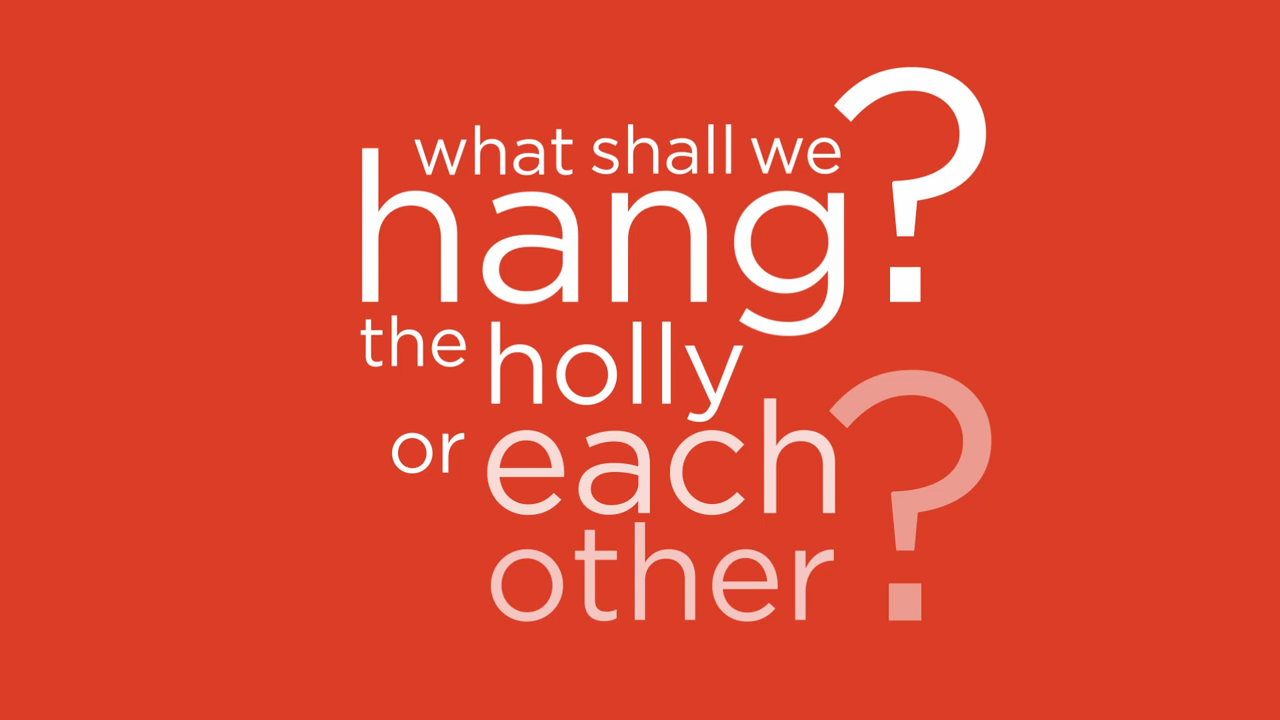 what shall we
hang?
the holly
or each
other?